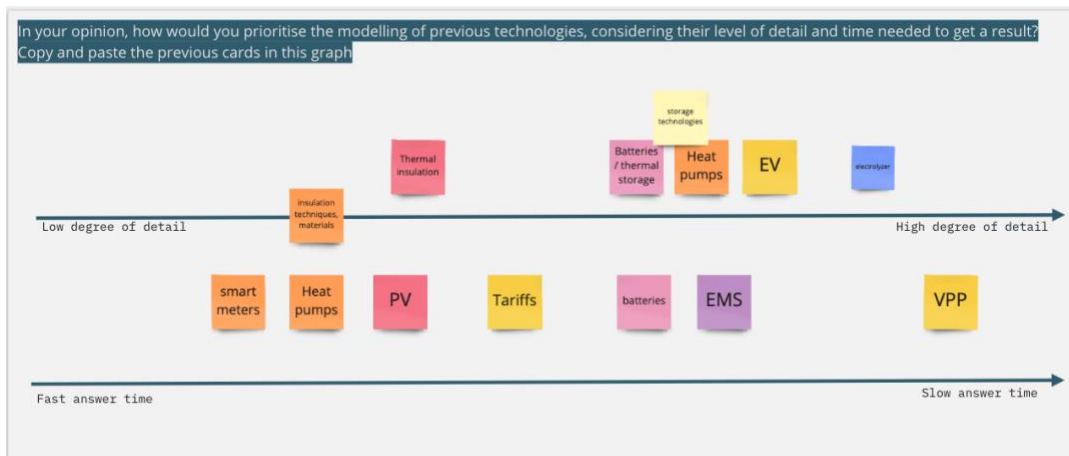 In your opinion, how would you prioritise the modelling of previous technologies, considering their level of detail and time needed to get a result?
Copy and paste the previous cards in this graph
storage
technologies
Thermal
insulation
Batteries
/ thermal
storage
Heat
pumps
EV
electrolyzer
insulation
techniques,
materials
Low degree of detail
High degree of detail
smart
meters
Heat
pumps
PV
Tariffs
batteries
EMS
VPP
Fast answer time
Slow answer time